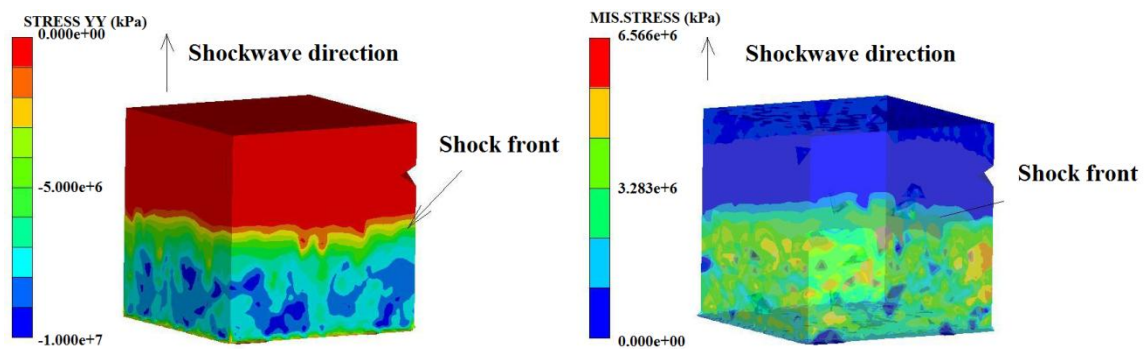 STRESS YY (kPa)
0.000e+00
Shockwave direction
Shock front
-5.000e+6
-1.000e+7
MIS.STRESS (kPa)
6.566e+6
Shockwave direction
3.283e+6
Shock front
0.000e+00